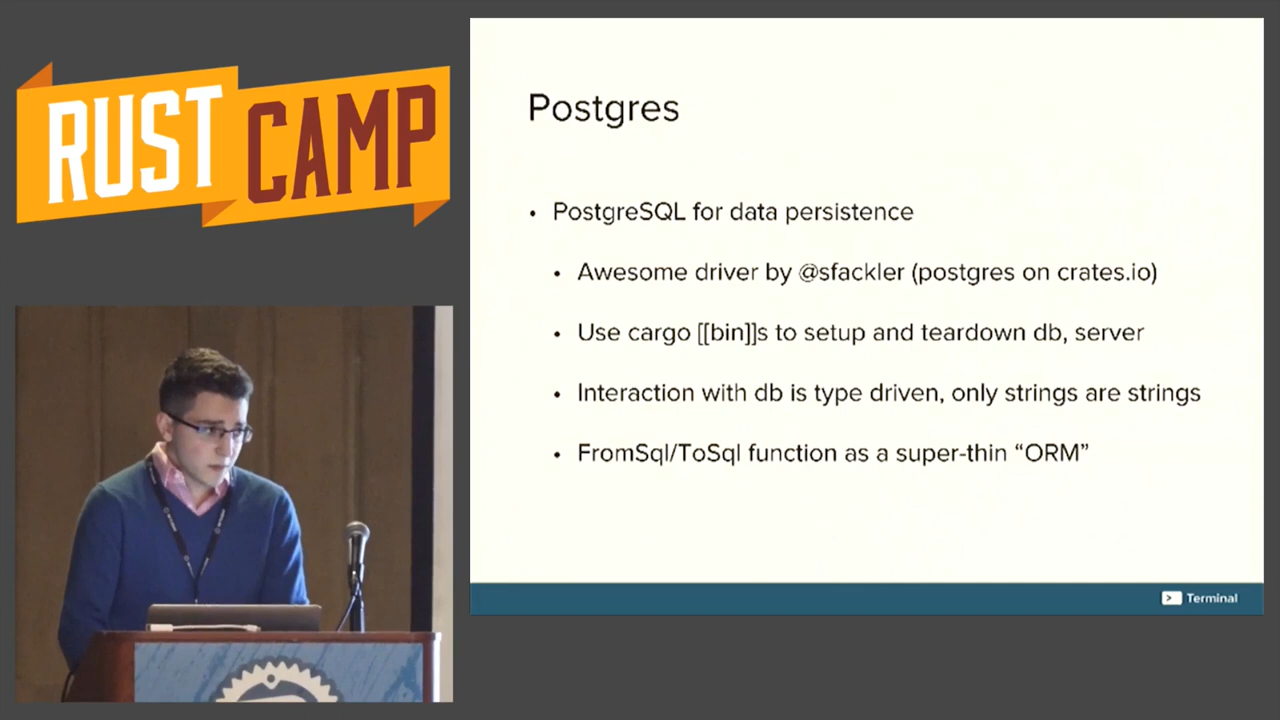 RUST CAMP
Postgres
• PostgreSQL for data persistence
• Awesome driver by @sfackler (postgres on crates.io)
• Use cargo [[bin]]s to setup and teardown db, server
• Interaction with db is type driven, only strings are strings
• FromSql/ToSql function as a super-thin “ORM”
Terminal